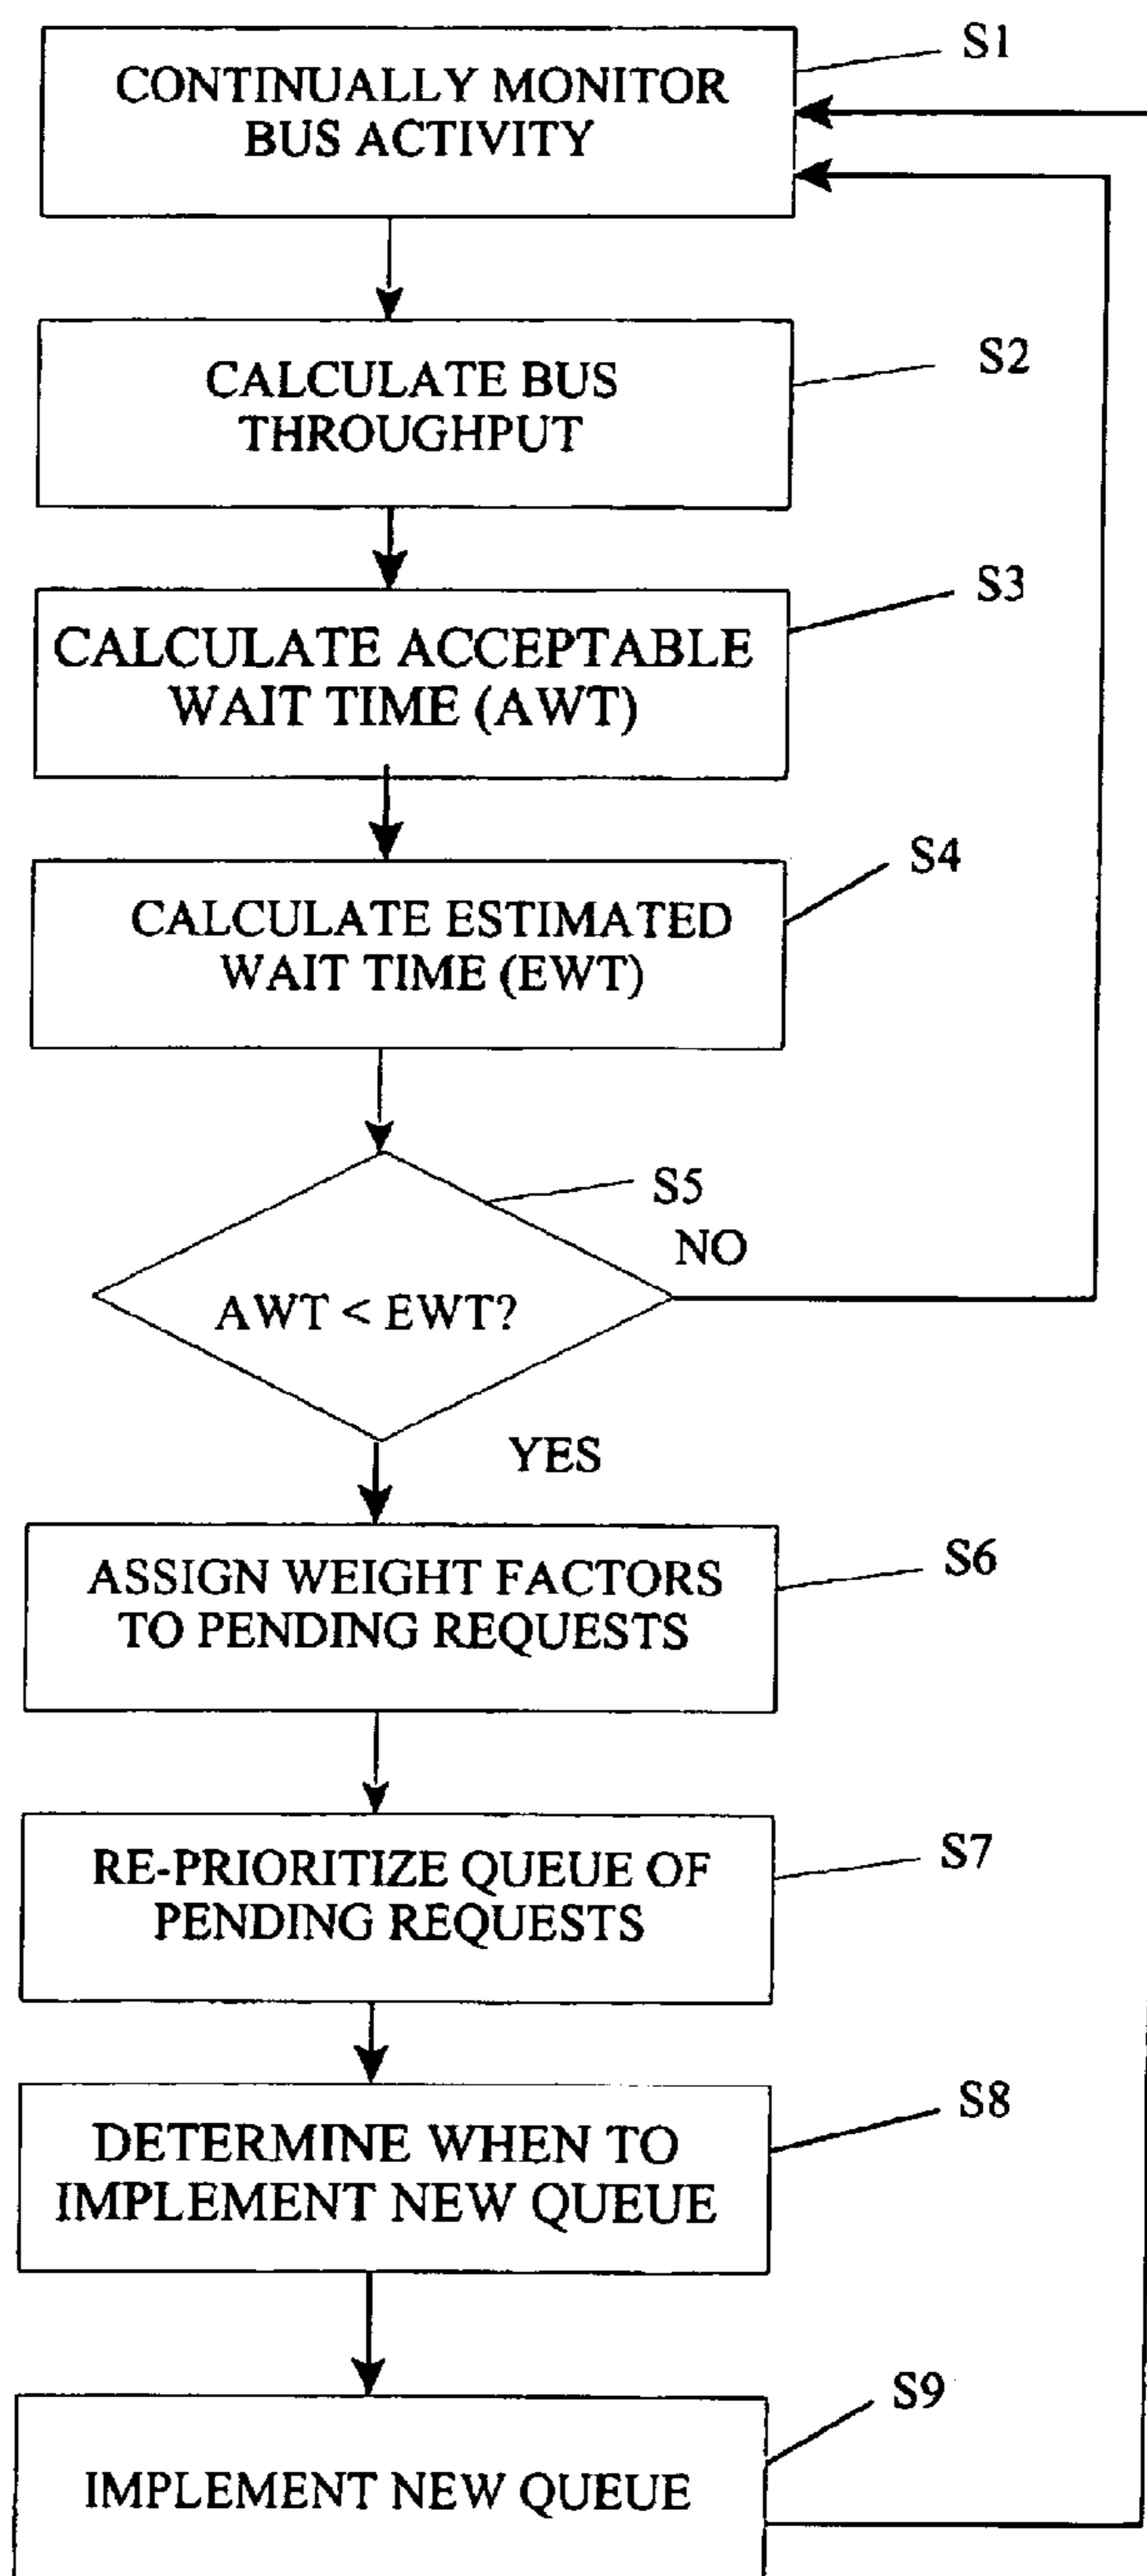 S1
CONTINUALLY MONITOR
BUS ACTIVITY
S2
CALCULATE BUS
THROUGHPUT
S3
CALCULATE ACCEPTABLE
WAIT TIME (AWT)
S4
CALCULATE ESTIMATED
WAIT TIME (EWT)
S5
NO
AWT < EWT?
YES
S6
ASSIGN WEIGHT FACTORS
TO PENDING REQUESTS
S7
RE-PRIORITIZE QUEUE OF
PENDING REQUESTS
S8
DETERMINE WHEN TO
IMPLEMENT NEW QUEUE
S9
IMPLEMENT NEW QUEUE